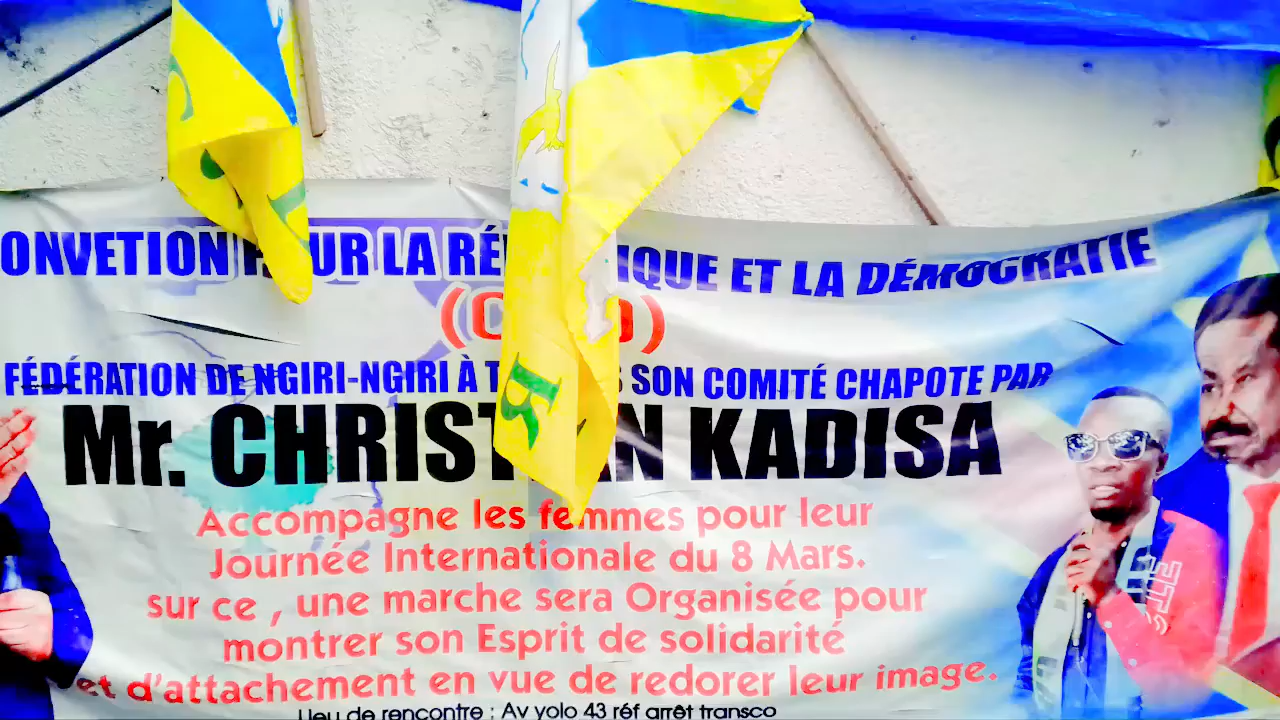 ONVETION UR LA RÉ IQUE ET LA DÉMOCRATIE
FÉDÉRATION DE NGIRI-NGIRI À SON COMITÉ CHAPOTE PAR
Mr. CHRISTIAN KADISA
Accompagne les femmes pour leur
Journée Internationale du 8 Mars.
sur ce , une marche sera Organisée pour
montrer son Esprit de solidarité
et d'attachement en vue de redorer leur image.
Lieu de rencontre : Av yolo 43 réf arrêt transco